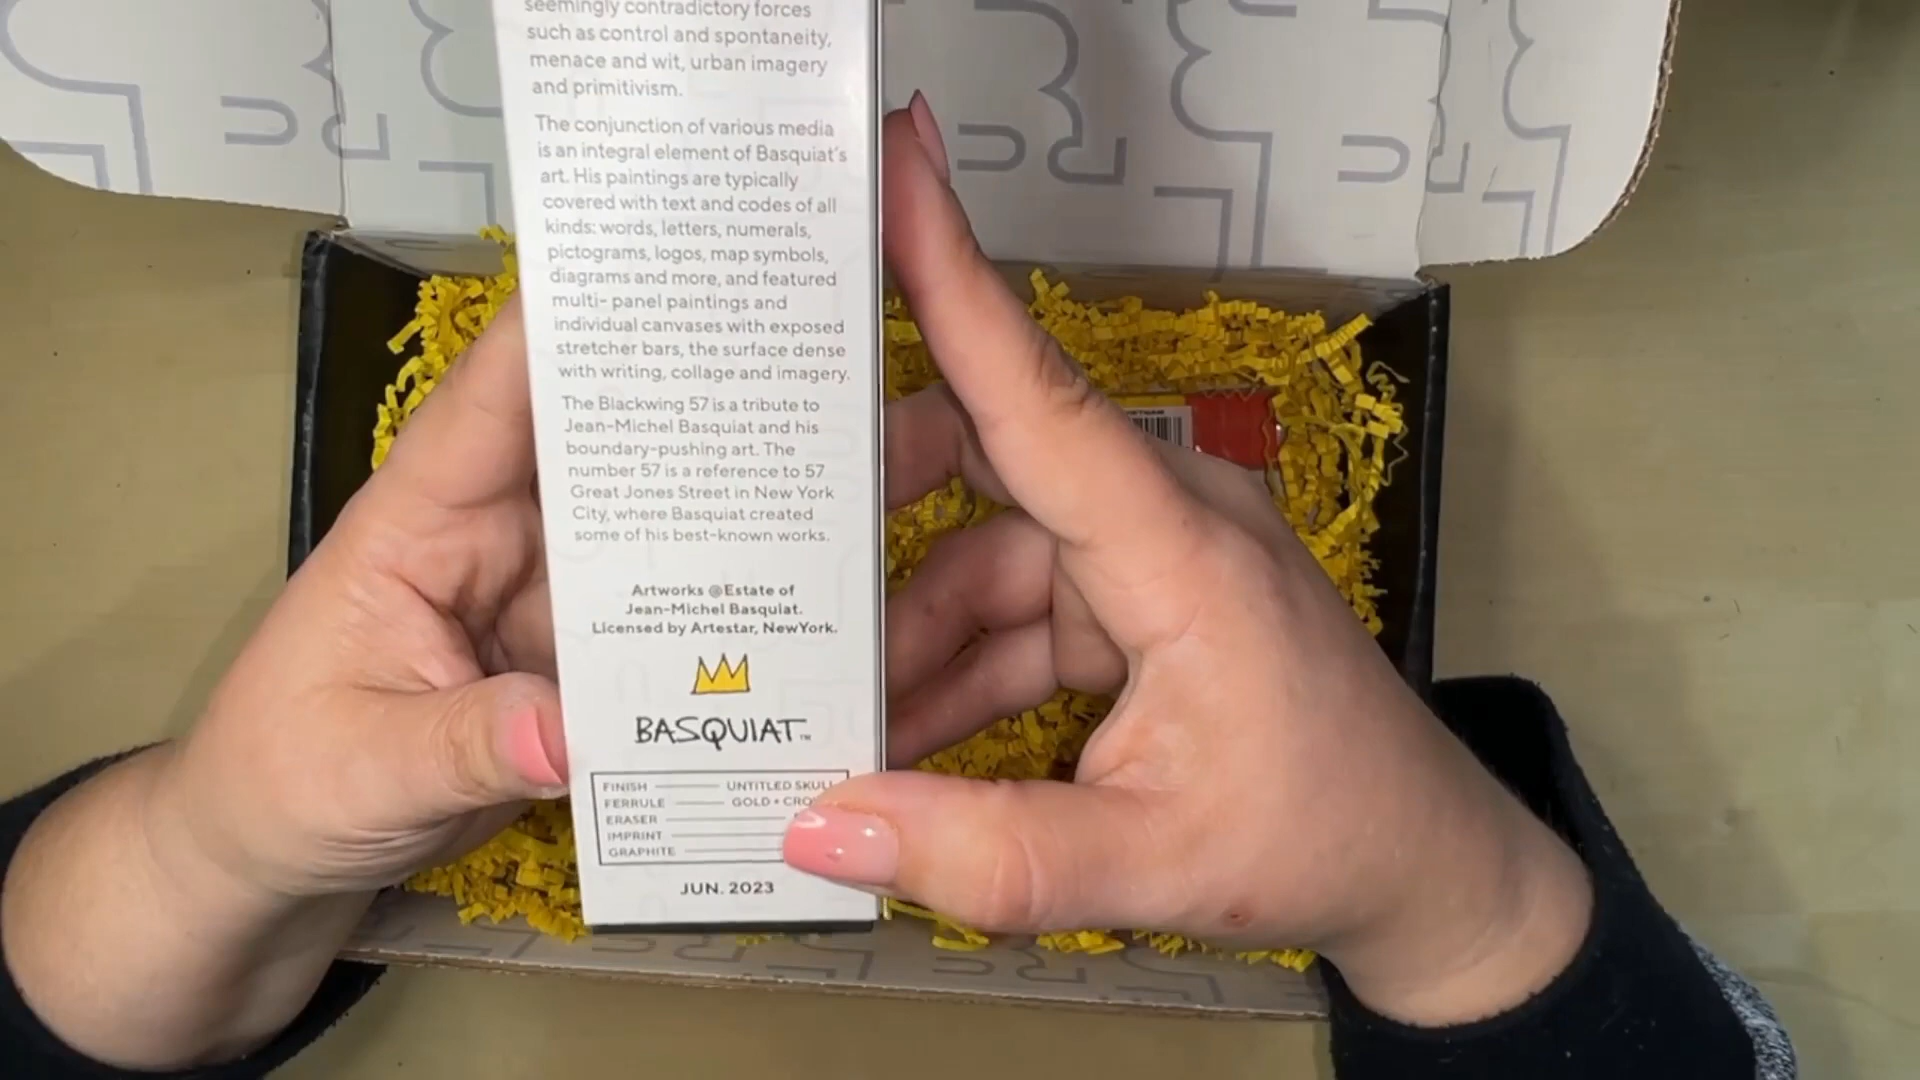 seemingly contradictory forces
such as control and spontaneity,
menace and wit, urban imagery
and primitivism.
The conjunction of various media
is an integral element of Basquiat's
art. His paintings are typically
covered with text and codes of all
kinds: words, letters, numerals,
pictograms, logos, map symbols,
diagrams and more, and featured
multi- panel paintings and
individual canvases with exposed
stretcher bars, the surface dense
with writing, collage and imagery.
The Blackwing 57 is a tribute to
Jean-Michel Basquiat and his
boundary-pushing art. The
number 57 is a reference to 57
Great Jones Street in New York
City, where Basquiat created
some of his best-known works.
Artworks @Estate of
Jean-Michel Basquiat.
Licensed by Artestar, NewYork.
BASQUIAT™
FINISH UNTITLED SKULL
FERRULE GOLD + CRO
ERASER
IMPRINT
GRAPHITE
JUN. 2023